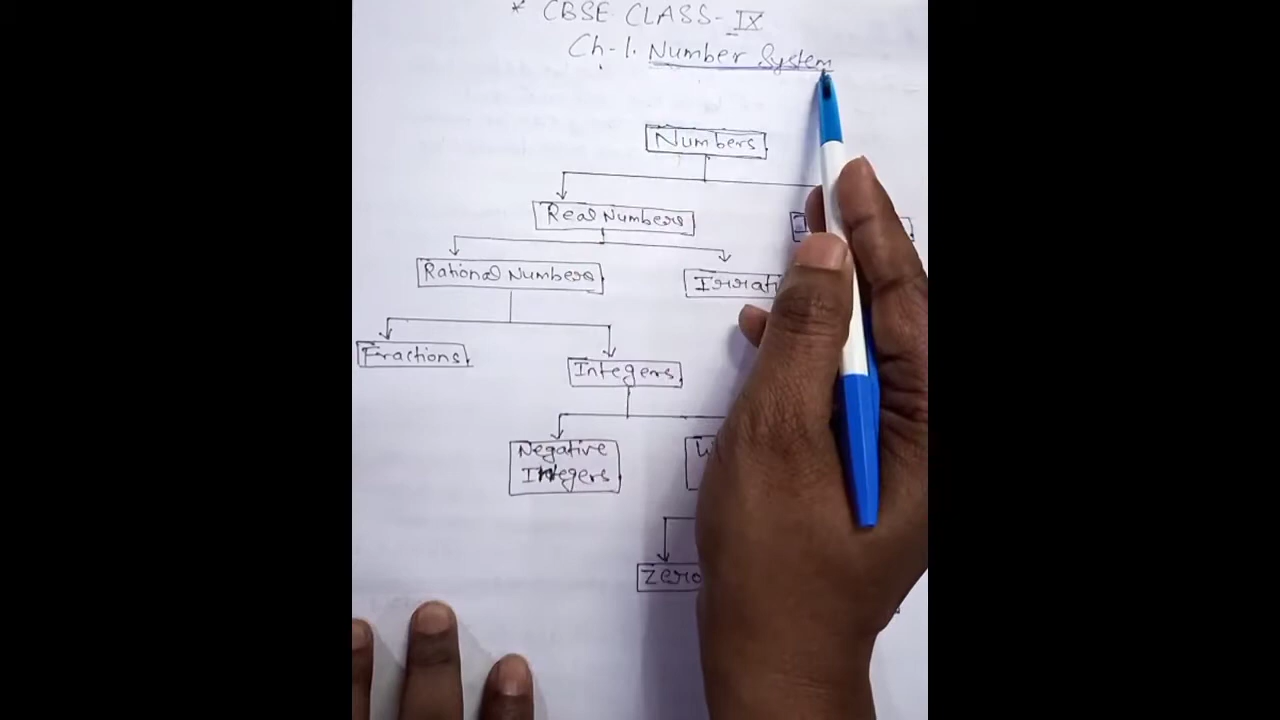 * CBSE CLASS-IX
Ch-1. Number System
Numbers
Real Numbers
Rational Numbers
Fractions
Integers
Negative
Integers
Zero